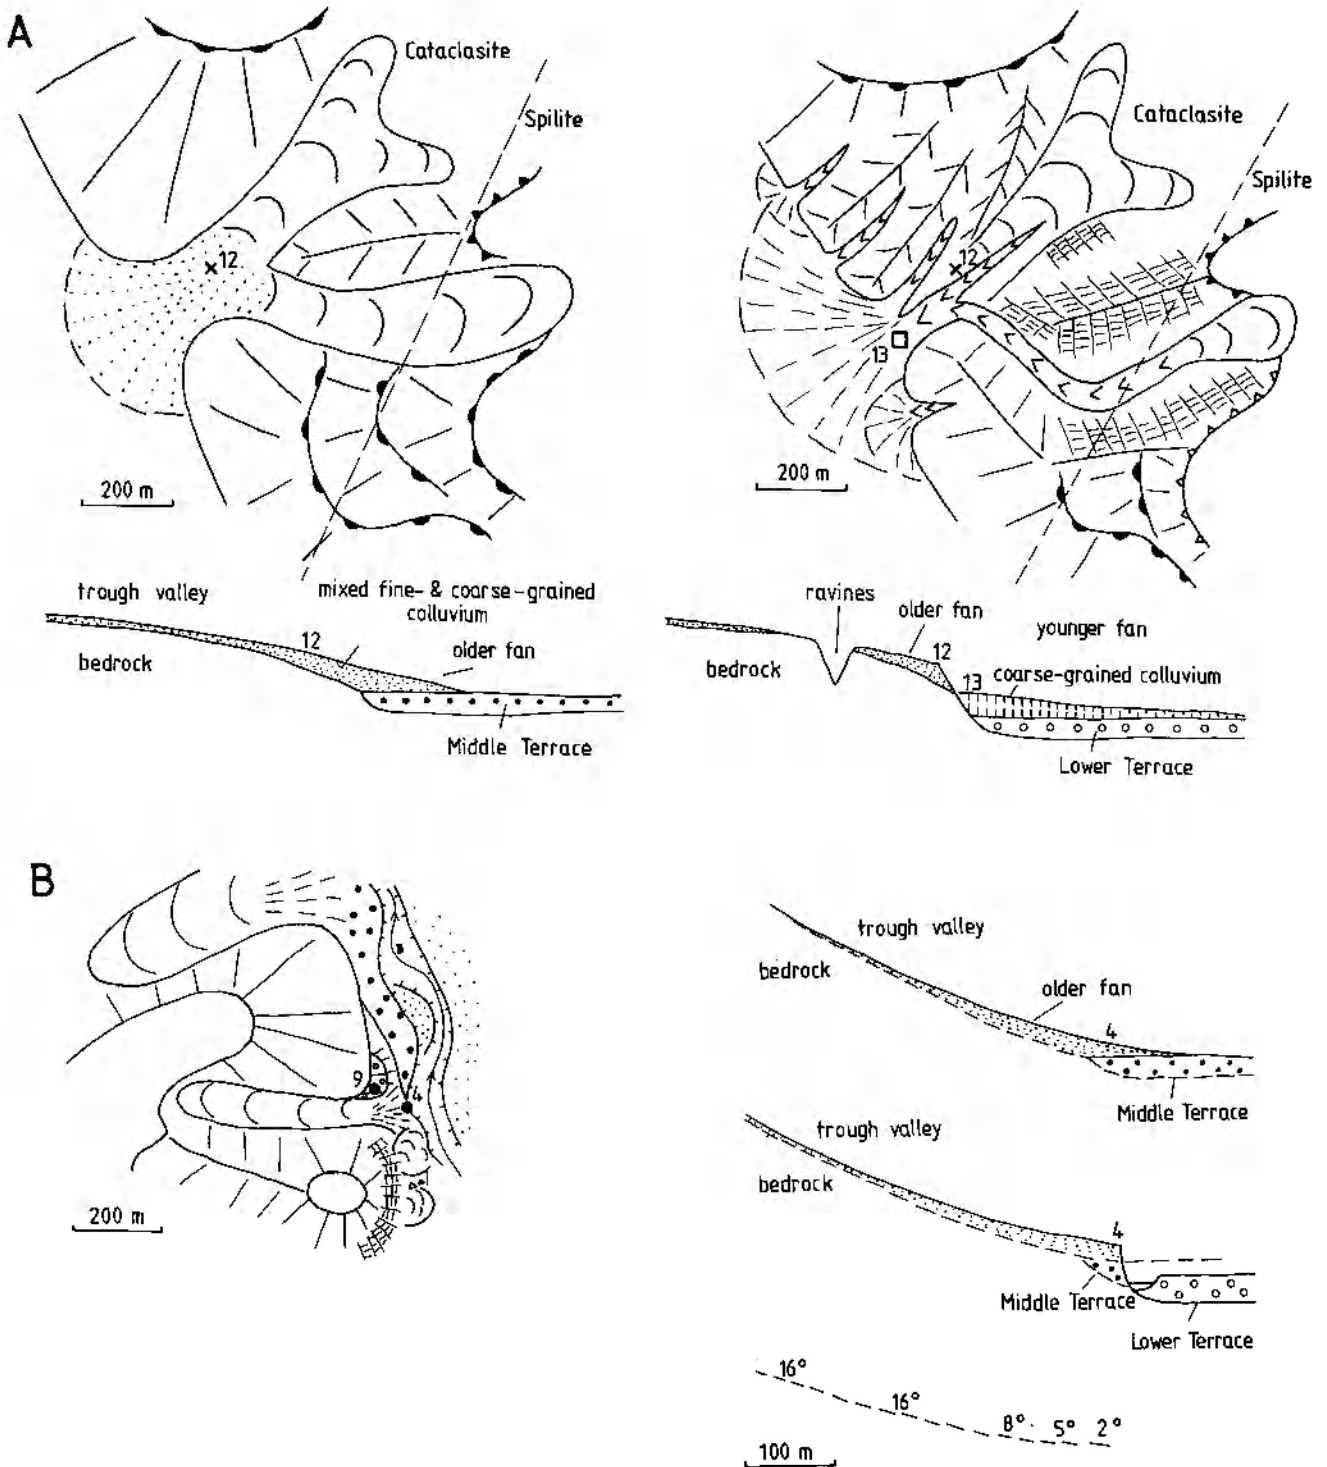 A
Cataclasite
Spilite
12
200 m
Cataclasite
Spilite
12
13
200 m
trough valley
mixed fine- & coarse-grained
colluvium
12
older fan
bedrock
Middle Terrace
ravines
older fan
younger fan
12
bedrock
13
coarse-grained colluvium
Lower Terrace
B
9
4
200 m
trough valley
bedrock
older fan
4
Middle Terrace
trough valley
bedrock
4
Middle Terrace
Lower Terrace
16°
16°
8°
5°
2°
100 m